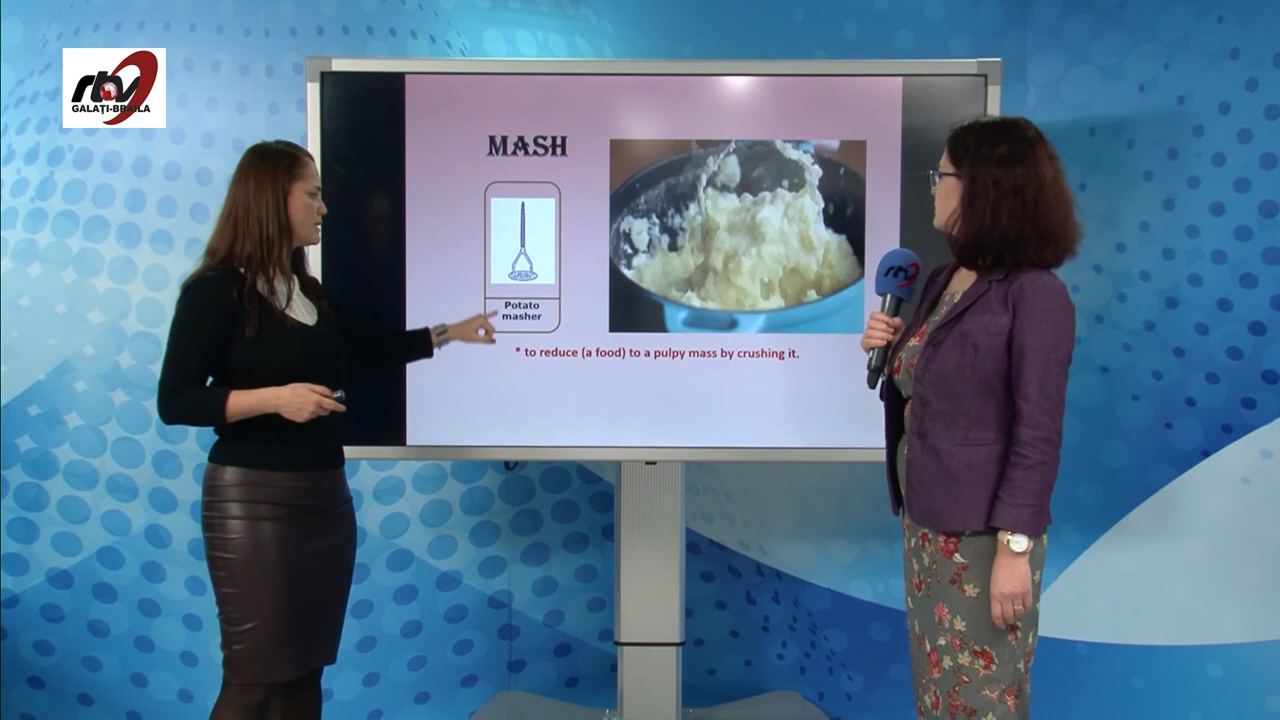 rtv
GALAȚI-BRĂILA
MASH
Potato
masher
* to reduce (a food) to a pulpy mass by crushing it.
rtv